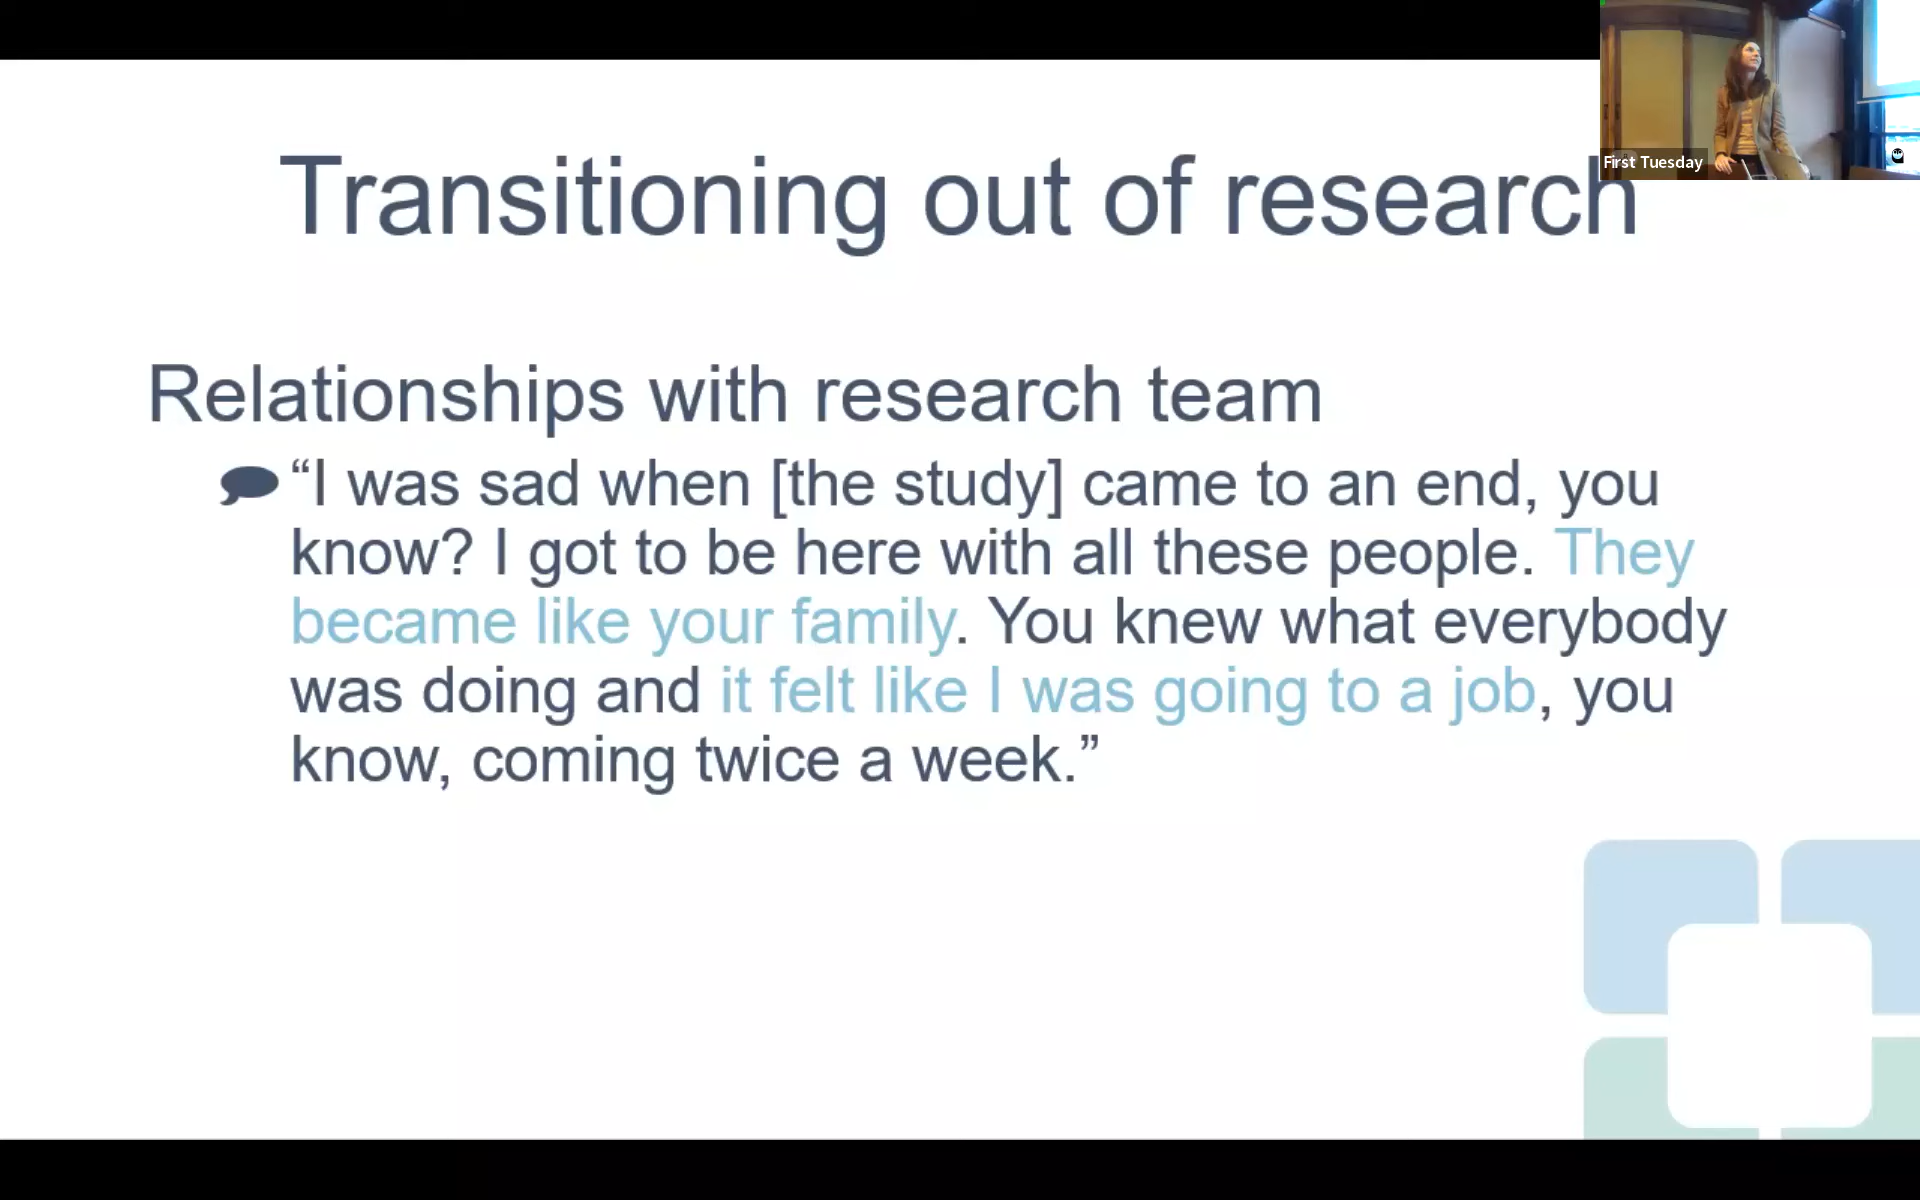 Transitioning out of research
First Tuesday
Relationships with research team
“I was sad when [the study] came to an end, you
know? I got to be here with all these people. They
became like your family. You knew what everybody
was doing and it felt like I was going to a job, you
know, coming twice a week.”